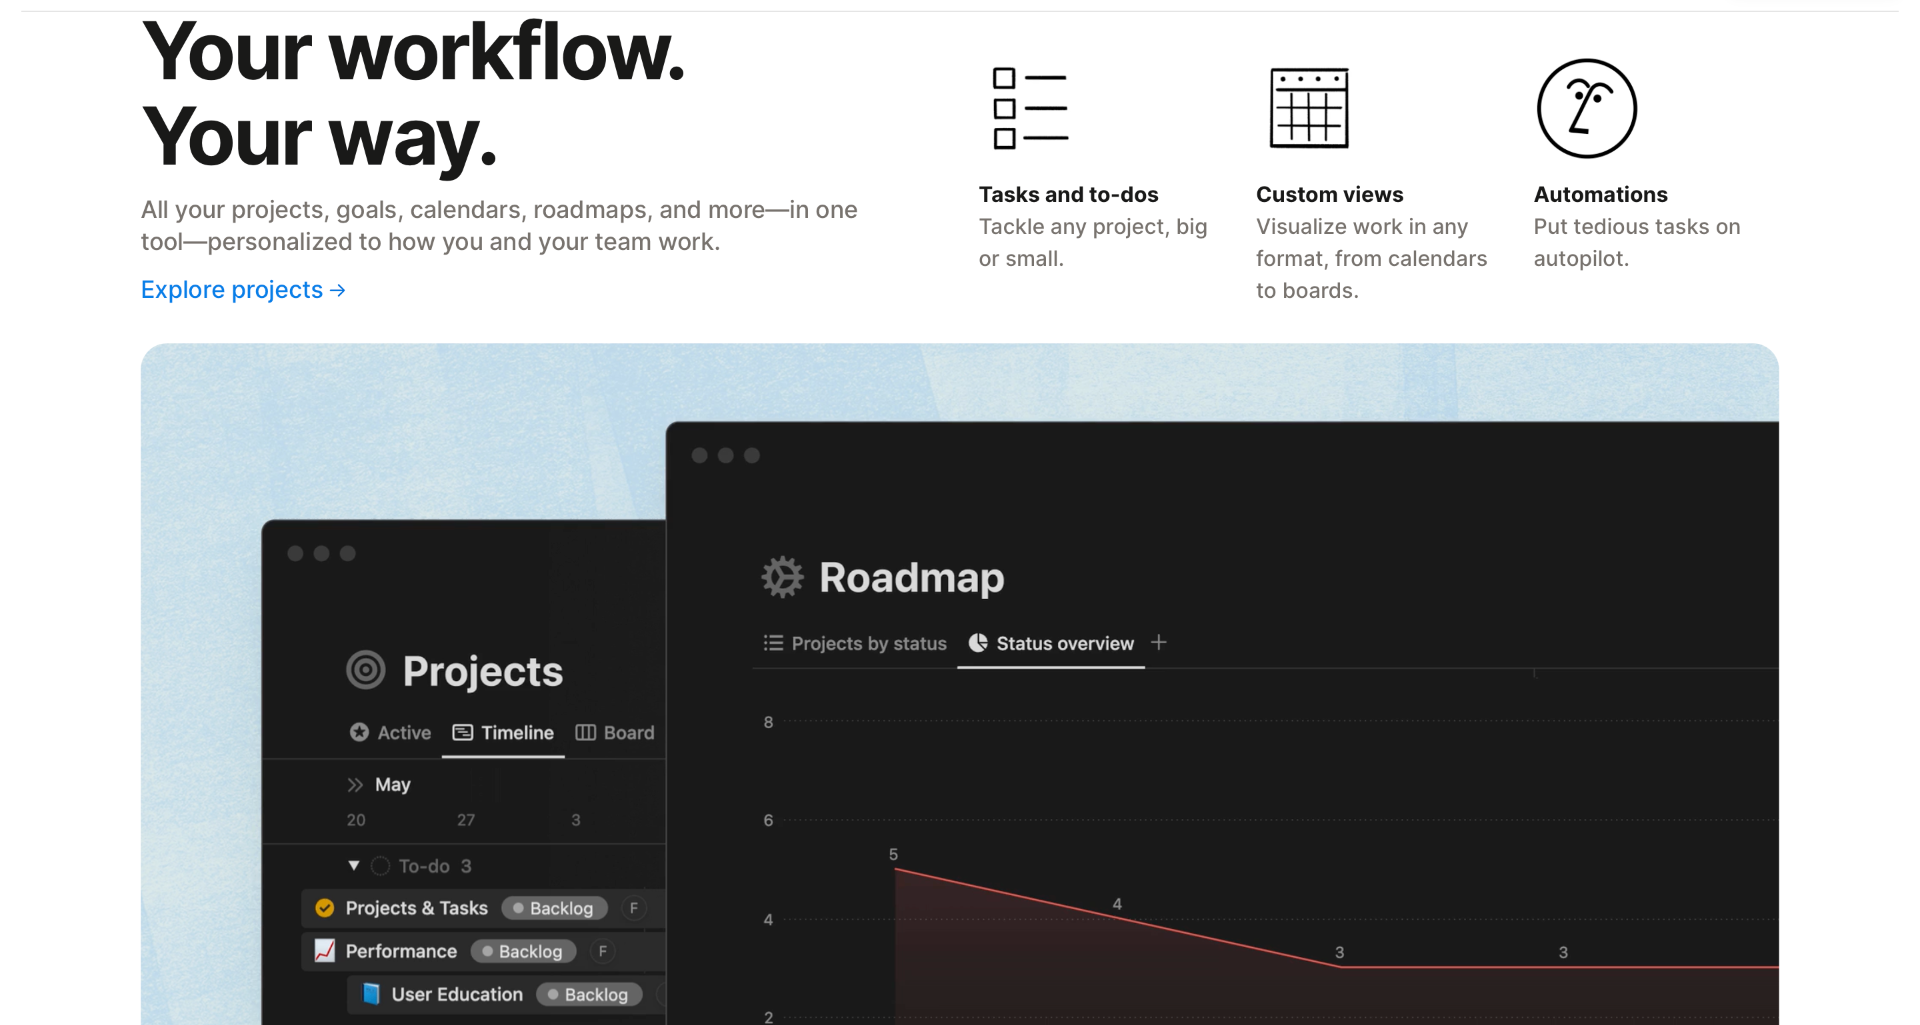 Your workflow.
Your way.
All your projects, goals, calendars, roadmaps, and more—in one
tool—personalized to how you and your team work.
Explore projects →
Tasks and to-dos
Tackle any project, big
or small.
Custom views
Visualize work in any
format, from calendars
to boards.
Automations
Put tedious tasks on
autopilot.
Projects
Active Timeline Board
May
20 27 3
To-do 3
Projects & Tasks Backlog F
Performance Backlog F
User Education Backlog
Roadmap
Projects by status Status overview +
8
6
5
4
4
3 3
2